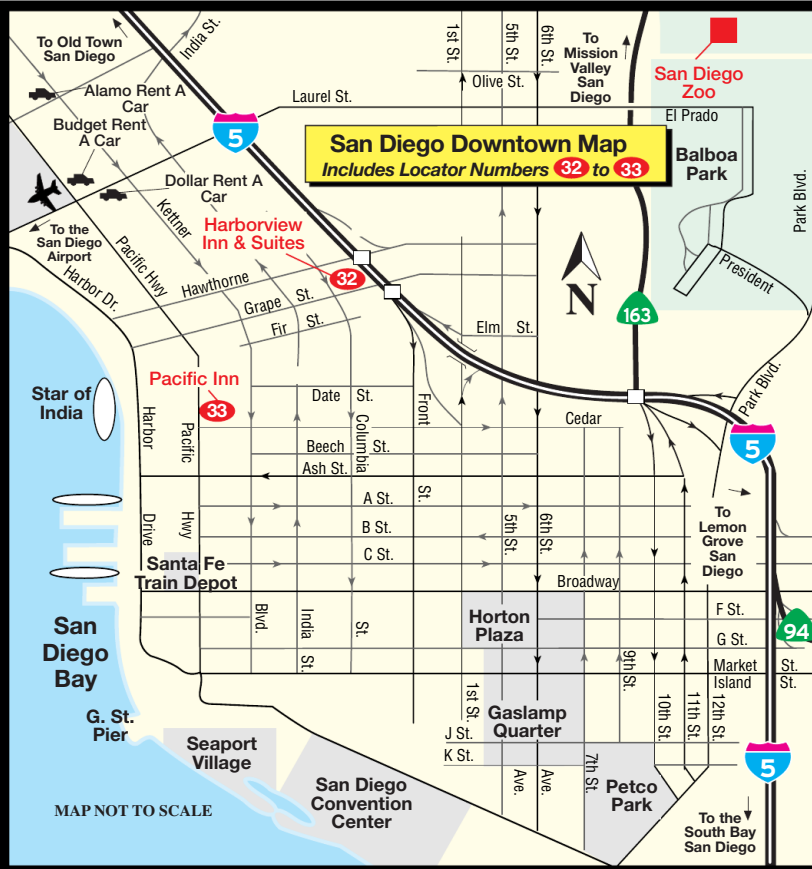 To Old Town
San Diego
India St.
1st St.
5th St.
6th St.
To
Mission
Valley
San
Diego
San Diego
Zoo
Olive St.
Alamo Rent A
Car
Laurel St.
El Prado
Budget Rent
A Car
5
San Diego Downtown Map
Includes Locator Numbers 32 to 33
Balboa
Park
Park Blvd.
Dollar Rent A
Car
Kettner
To the
San Diego
Airport
Harborview
Inn & Suites
32
Pacific Hwy
Harbor Dr.
Hawthorne
Grape St.
Fir St.
N
163
President
Elm St.
Pacific Inn
33
Star of
India
Harbor
Pacific
Date St.
Columbia
Front
Cedar
Park Blvd.
5
Beech St.
Ash St.
A St.
St.
B St.
C St.
Drive
Hwy
5th St.
6th St.
To
Lemon
Grove
San
Diego
Santa Fe
Train Depot
Broadway
San
Diego
Bay
Blvd.
India
St.
St.
Horton
Plaza
F St.
94
G St.
9th St.
Market St.
Island St.
1st St.
10th St.
11th St.
12th St.
G. St.
Pier
Gaslamp
Quarter
J St.
K St.
Seaport
Village
5
San Diego
Convention
Center
Ave.
Ave.
7th St.
Petco
Park
MAP NOT TO SCALE
To the
South Bay
San Diego